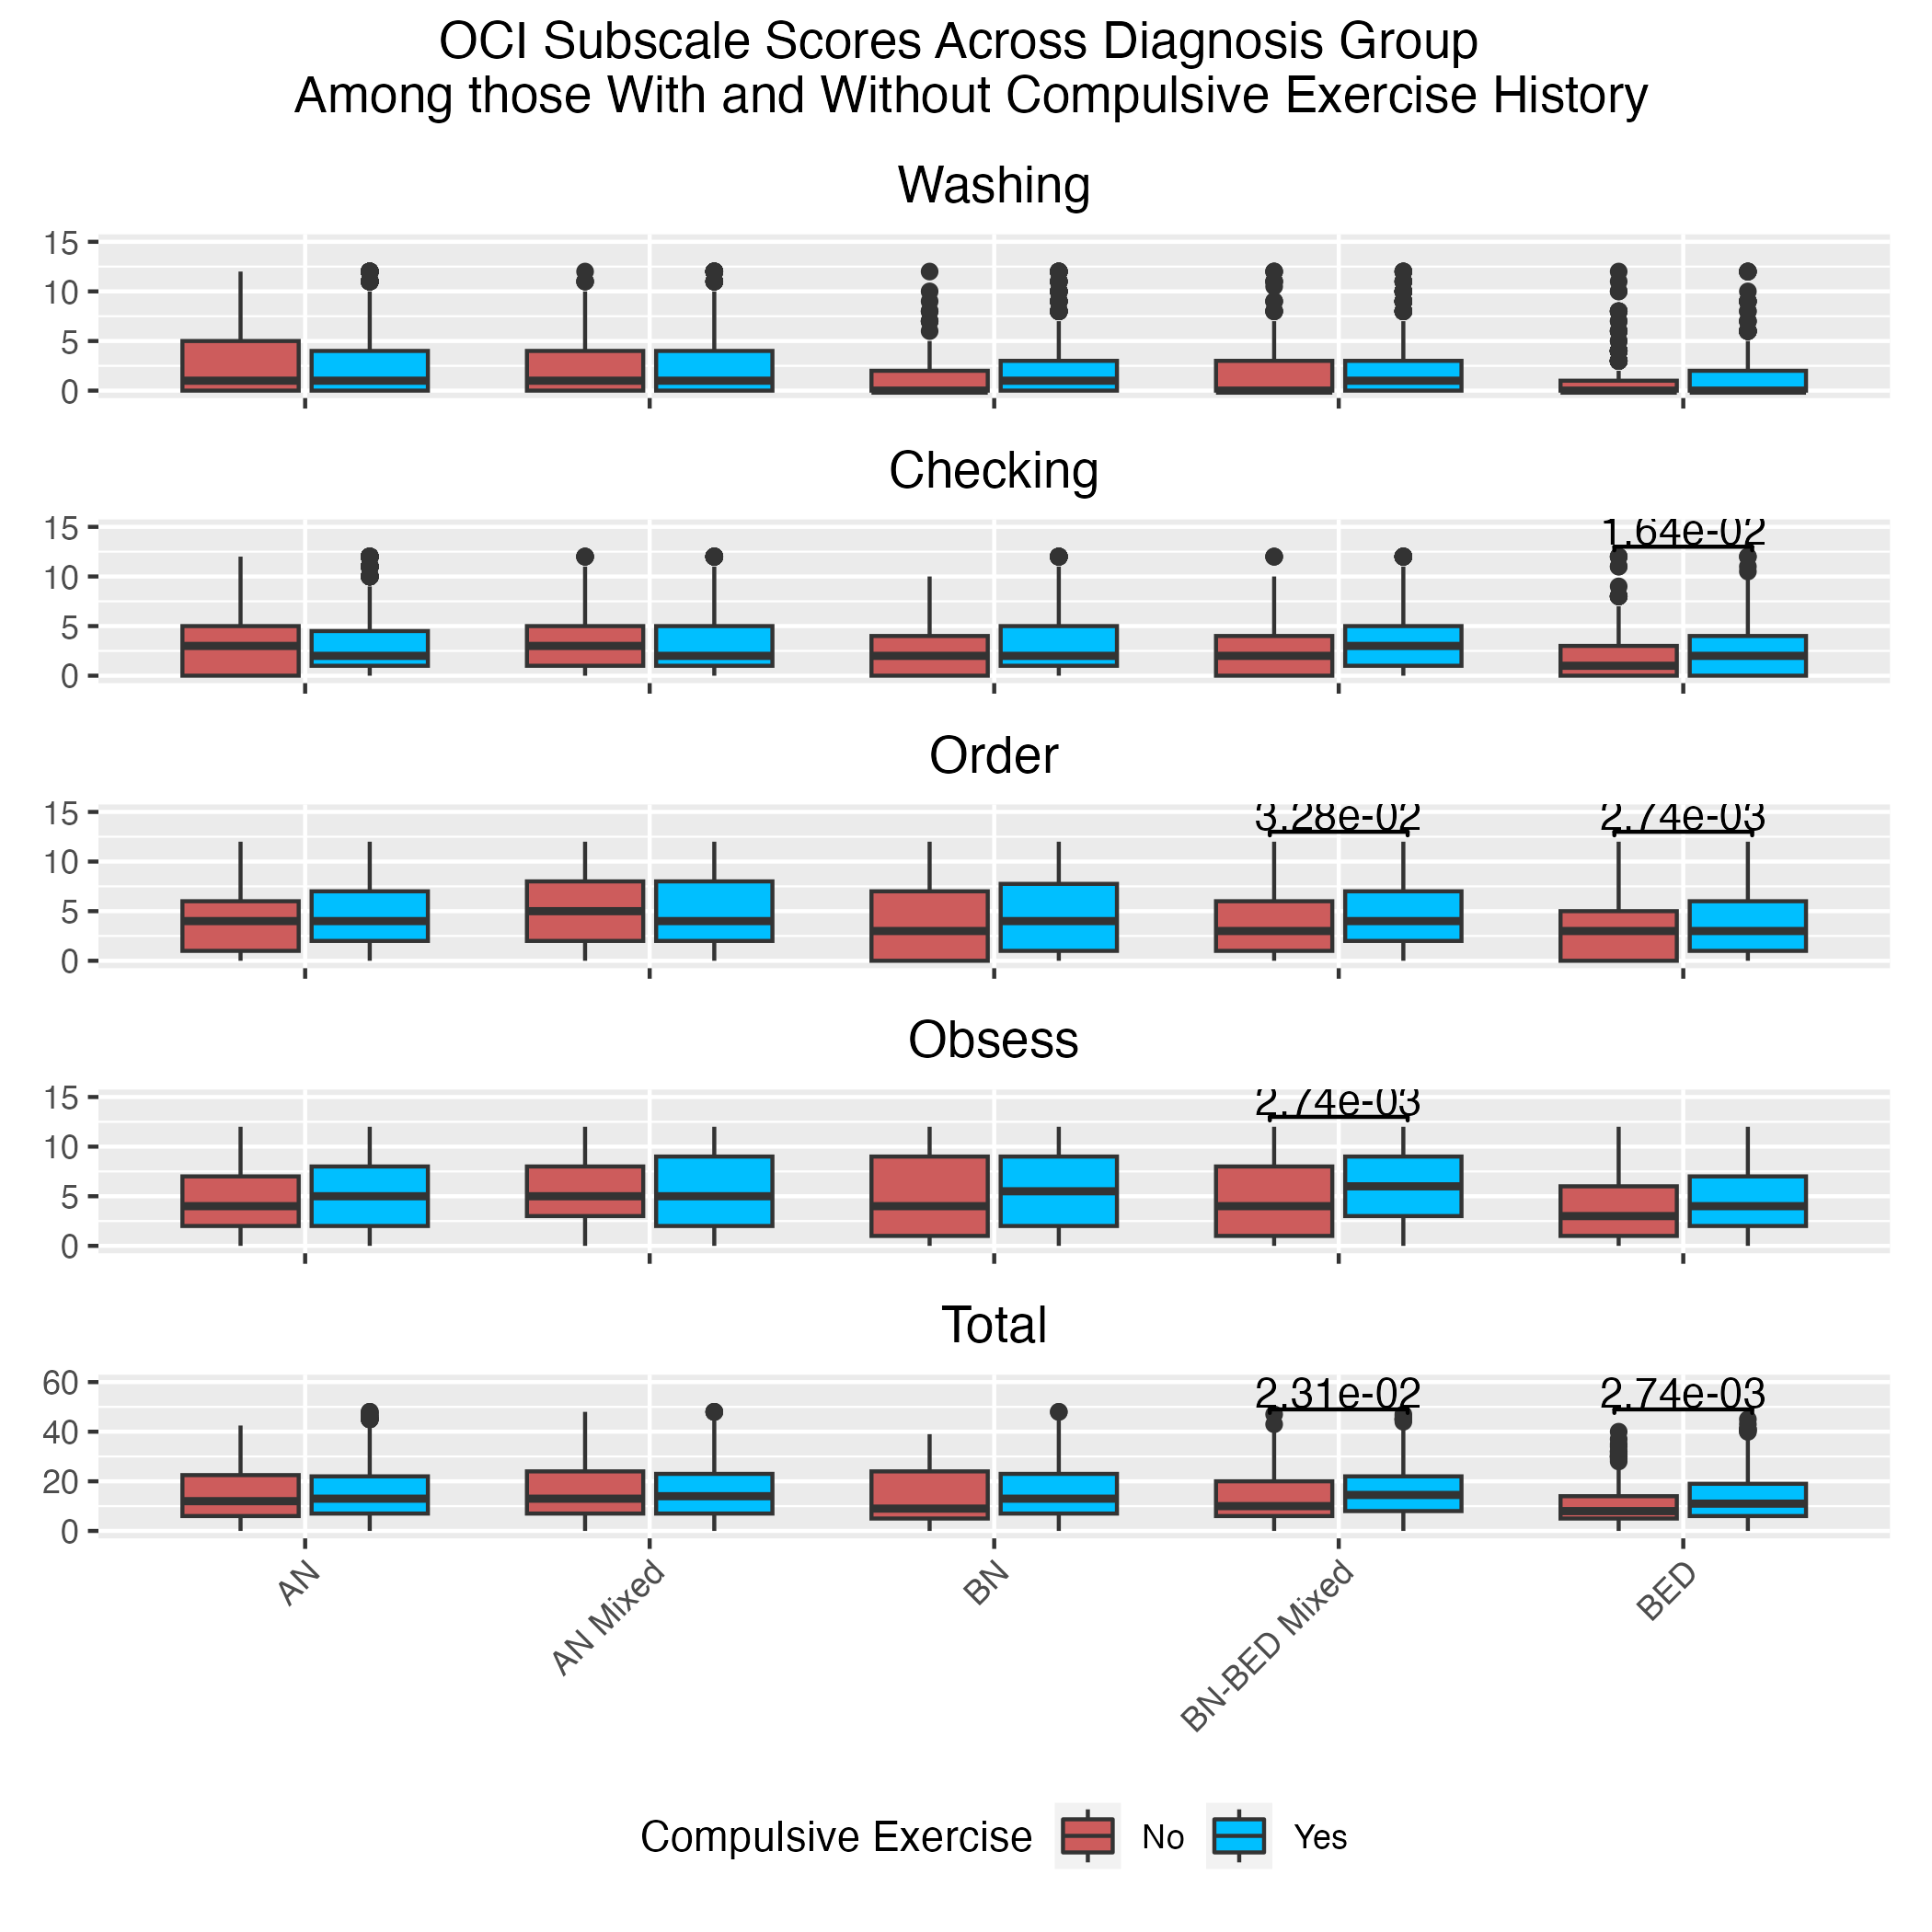 OCI Subscale Scores Across Diagnosis Group
Among those With and Without Compulsive Exercise History
Washing
15
10
5
0
Checking
15
10
5
0
1.64e-02
Order
15
10
5
0
3.28e-02 2.74e-03
Obsess
15
10
5
0
2.74e-03
Total
60
40
20
0
2.31e-02 2.74e-03
AN
AN Mixed
BN
BN-BED Mixed
BED
Compulsive Exercise No Yes